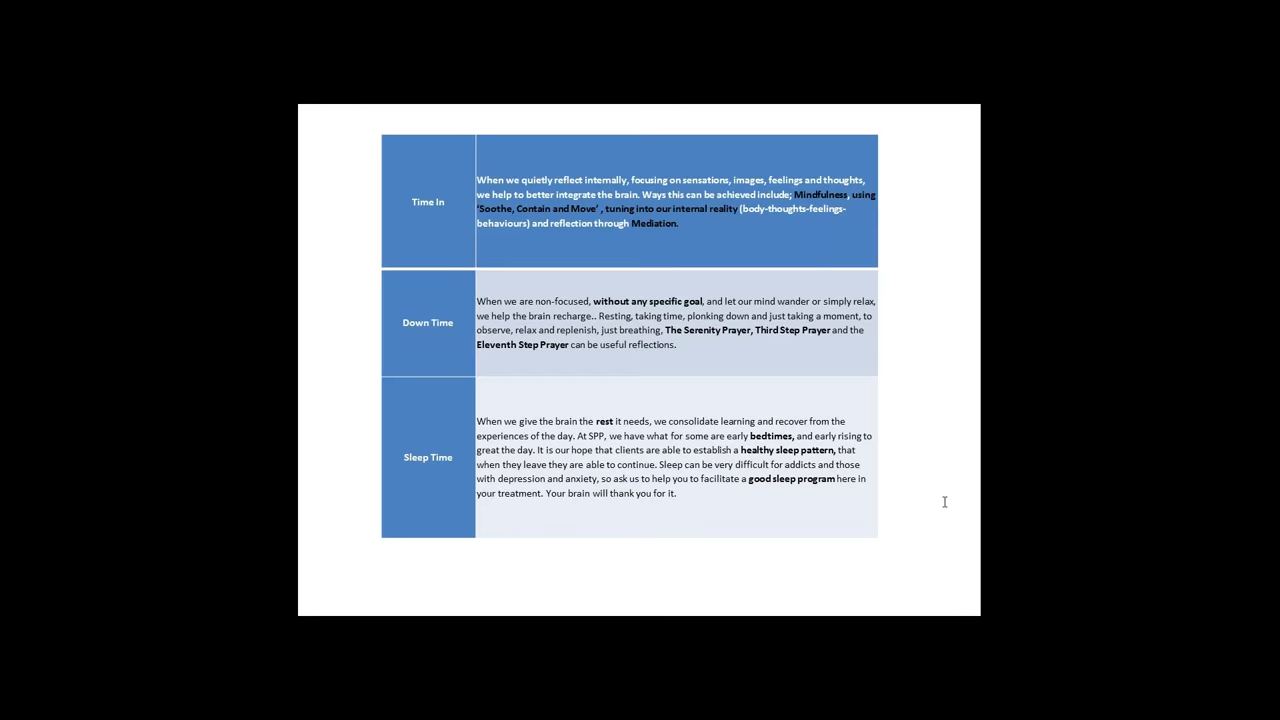 Time In
When we quietly reflect internally, focusing on sensations, images, feelings and thoughts,
we help to better integrate the brain. Ways this can be achieved include; Mindfulness, using
‘Soothe, Contain and Move’ , tuning into our internal reality (body-thoughts-feelings-
behaviours) and reflection through Mediation.
Down Time
When we are non-focused, without any specific goal, and let our mind wander or simply relax,
we help the brain recharge.. Resting, taking time, plonking down and just taking a moment, to
observe, relax and replenish, just breathing, The Serenity Prayer, Third Step Prayer and the
Eleventh Step Prayer can be useful reflections.
Sleep Time
When we give the brain the rest it needs, we consolidate learning and recover from the
experiences of the day. At SPP, we have what for some are early bedtimes, and early rising to
great the day. It is our hope that clients are able to establish a healthy sleep pattern, that
when they leave they are able to continue. Sleep can be very difficult for addicts and those
with depression and anxiety, so ask us to help you to facilitate a good sleep program here in
your treatment. Your brain will thank you for it.